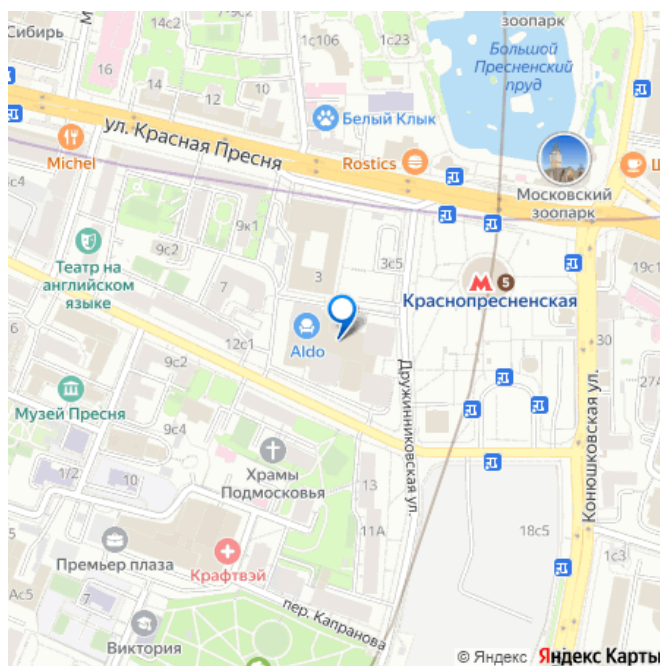 Сибирь
зоопарк
Большой
Пресненский
пруд
1с106
1с23
16
14
12
10
ул. Красная Пресня
Белый Клык
Michel
Rostics
Ш
Московский
зоопарк
6с4
9к1
9с2
Театр на
английском
языке
7
3
3с5
М
5
Краснопресненская
19с1
12с1
Aldo
30
27А
9с2
Музей Пресня
9с4
Храмы
Подмосковья
Дружинниковская ул.
Конюшковская ул.
1/2
10
13
11А
18с5
1с3
Премьер плаза
Крафтвэй
Ас5
7
пер. Капранова
Виктория
© Яндекс
Яндекс Карты